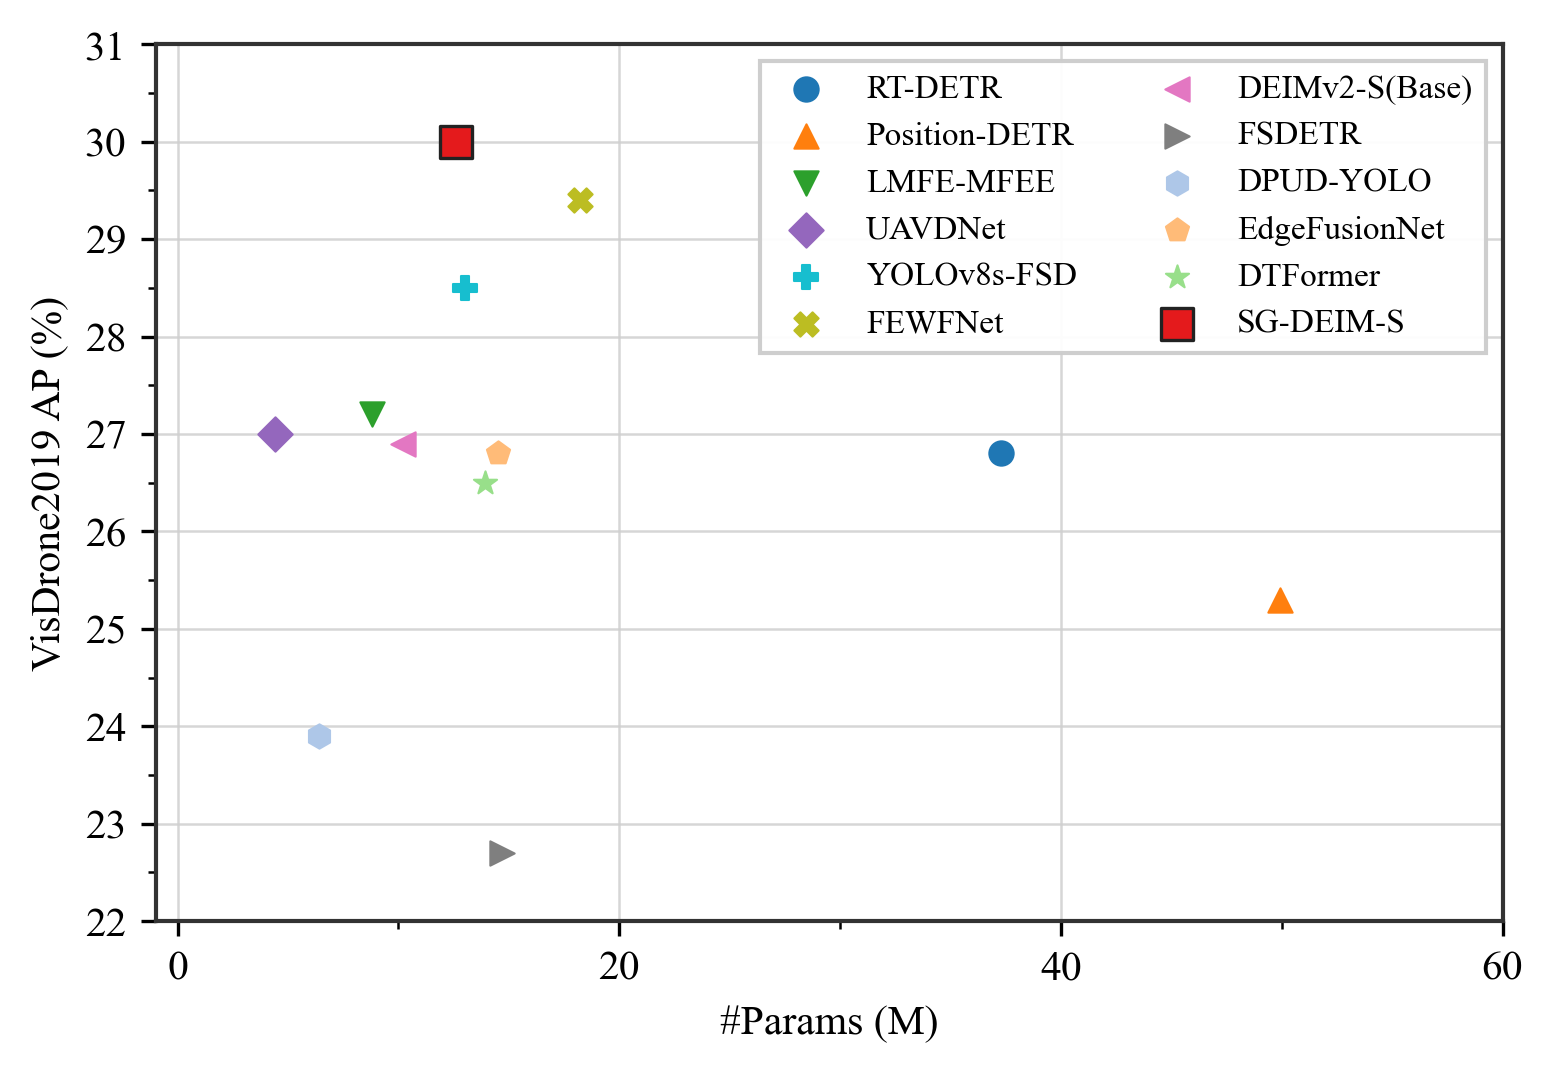 31
30
29
28
27
26
25
24
23
22
VisDrone2019 AP (%)
RT-DETR
Position-DETR
LMFE-MFEE
UAVDNet
YOLOv8s-FSD
FEWFNet
DEIMv2-S(Base)
FSDETR
DPUD-YOLO
EdgeFusionNet
DTFormer
SG-DEIM-S
0 20 40 60
#Params (M)